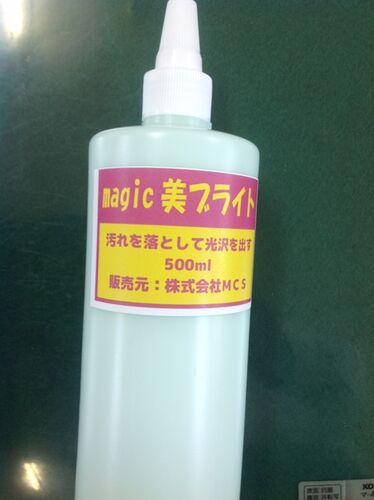 magic 美ブライト
汚れを落として光沢を出す
500ml
販売元：株式会社MCS
KO